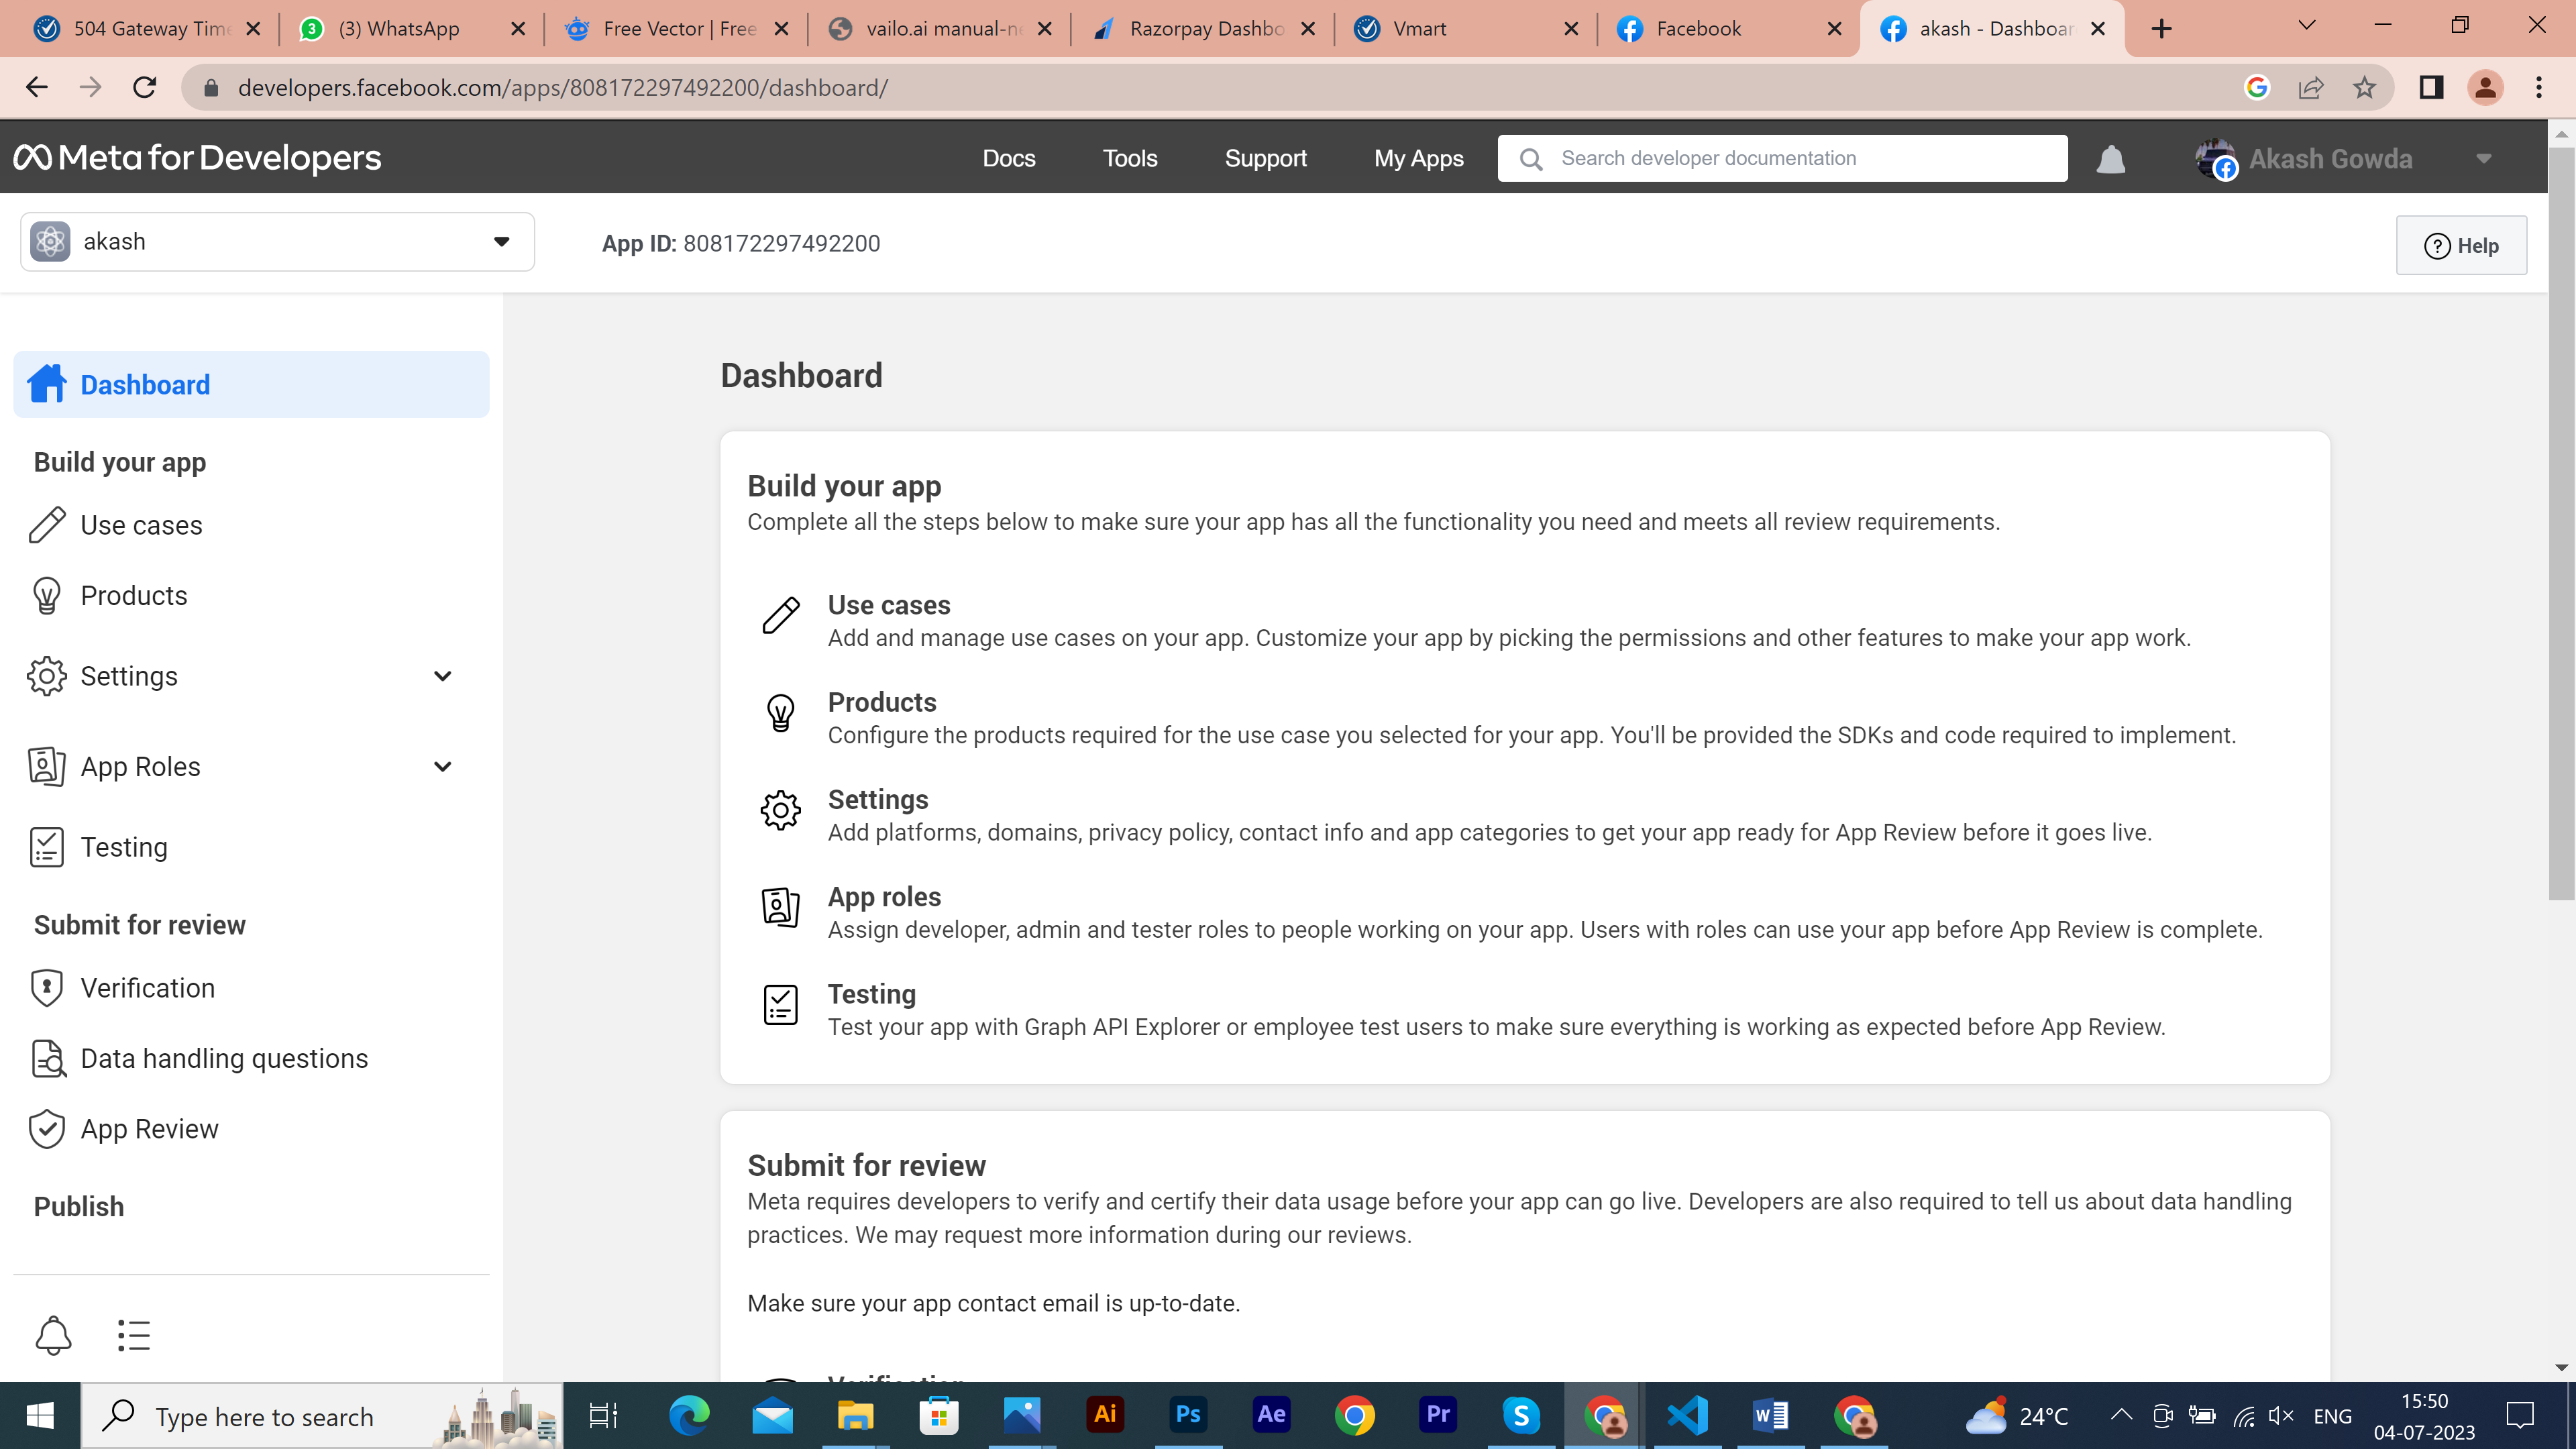 504 Gateway Time
(3) WhatsApp
Free Vector | Free
vailo.ai manual-ne
Razorpay Dashbo
Vmart
Facebook
akash - Dashboar
developers.facebook.com/apps/808172297492200/dashboard/
Meta for Developers
Docs
Tools
Support
My Apps
Search developer documentation
Akash Gowda
akash
App ID: 808172297492200
Help
Dashboard
Build your app
Use cases
Products
Settings
App Roles
Testing
Submit for review
Verification
Data handling questions
App Review
Publish
Dashboard
Build your app
Complete all the steps below to make sure your app has all the functionality you need and meets all review requirements.
Use cases
Add and manage use cases on your app. Customize your app by picking the permissions and other features to make your app work.
Products
Configure the products required for the use case you selected for your app. You'll be provided the SDKs and code required to implement.
Settings
Add platforms, domains, privacy policy, contact info and app categories to get your app ready for App Review before it goes live.
App roles
Assign developer, admin and tester roles to people working on your app. Users with roles can use your app before App Review is complete.
Testing
Test your app with Graph API Explorer or employee test users to make sure everything is working as expected before App Review.
Submit for review
Meta requires developers to verify and certify their data usage before your app can go live. Developers are also required to tell us about data handling
practices. We may request more information during our reviews.
Make sure your app contact email is up-to-date.
Verification
Type here to search
Ai
Ps
Ae
Pr
24°C
ENG
15:50
04-07-2023